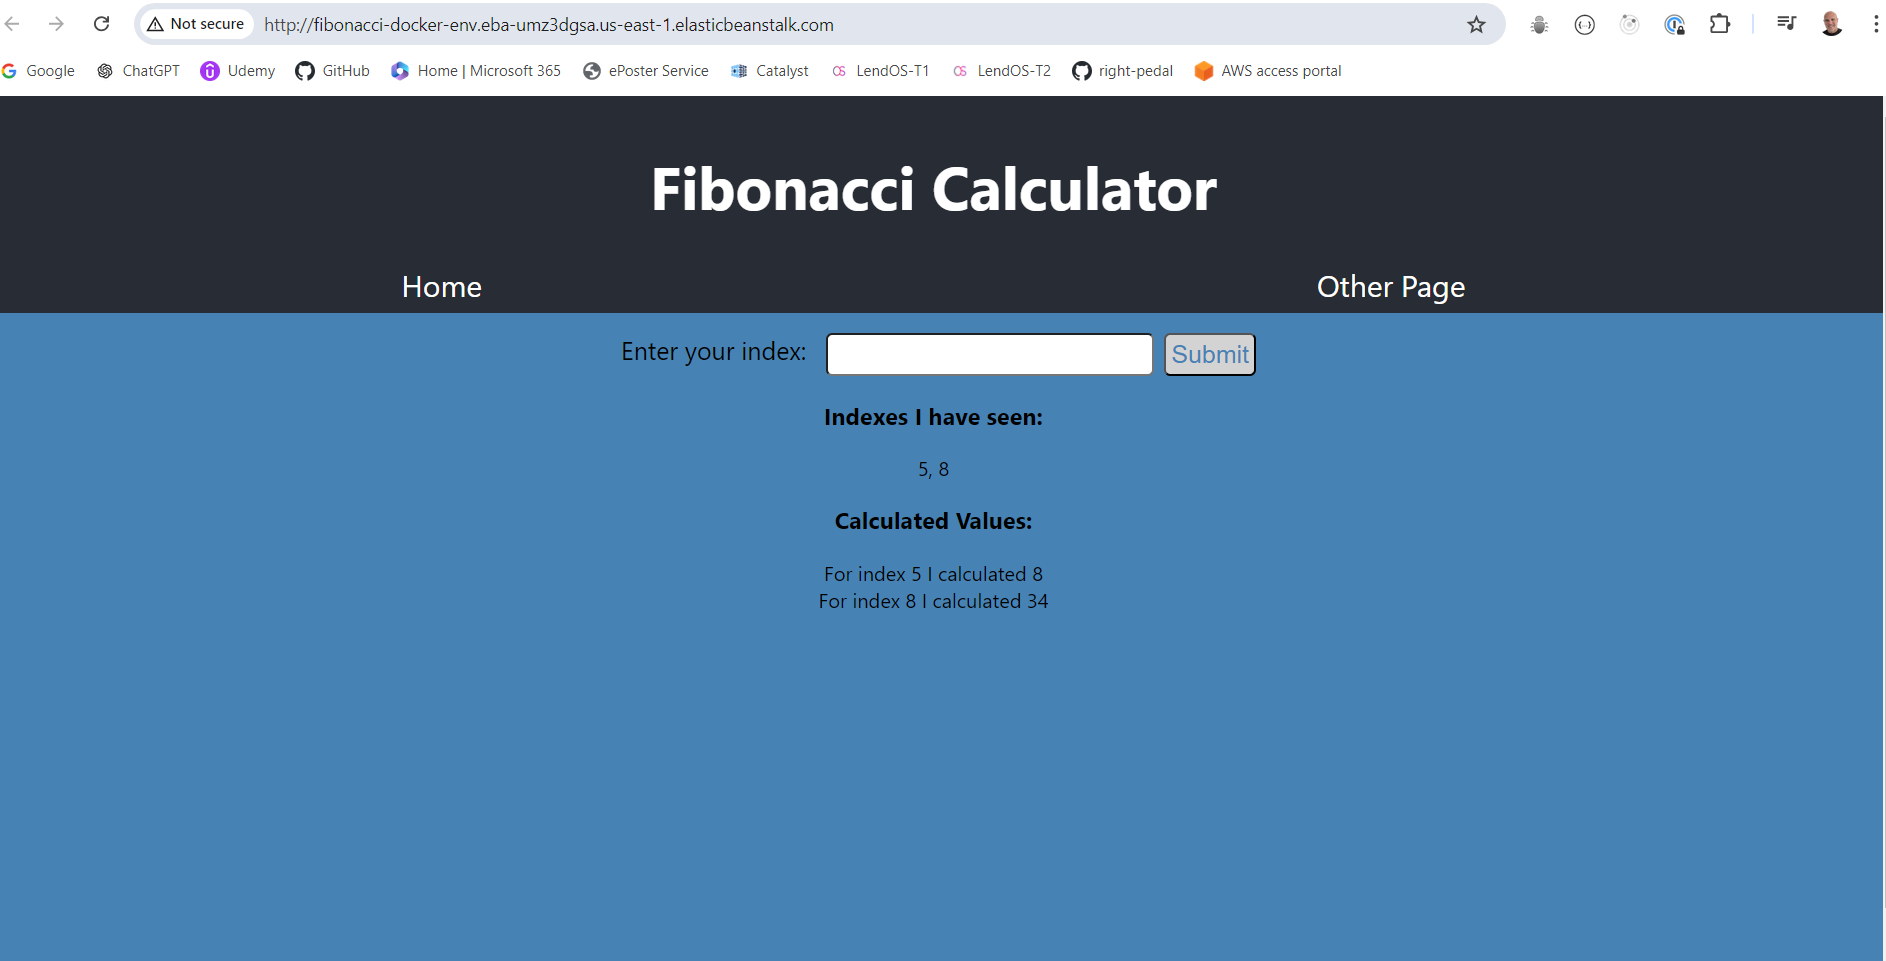 Not secure http://fibonacci-docker-env.eba-umz3dgsa.us-east-1.elasticbeanstalk.com
Google ChatGPT Udemy GitHub Home | Microsoft 365 ePoster Service Catalyst LendOS-T1 LendOS-T2 right-pedal AWS access portal
Fibonacci Calculator
Home Other Page
Enter your index: Submit
Indexes I have seen:
5, 8
Calculated Values:
For index 5 I calculated 8
For index 8 I calculated 34